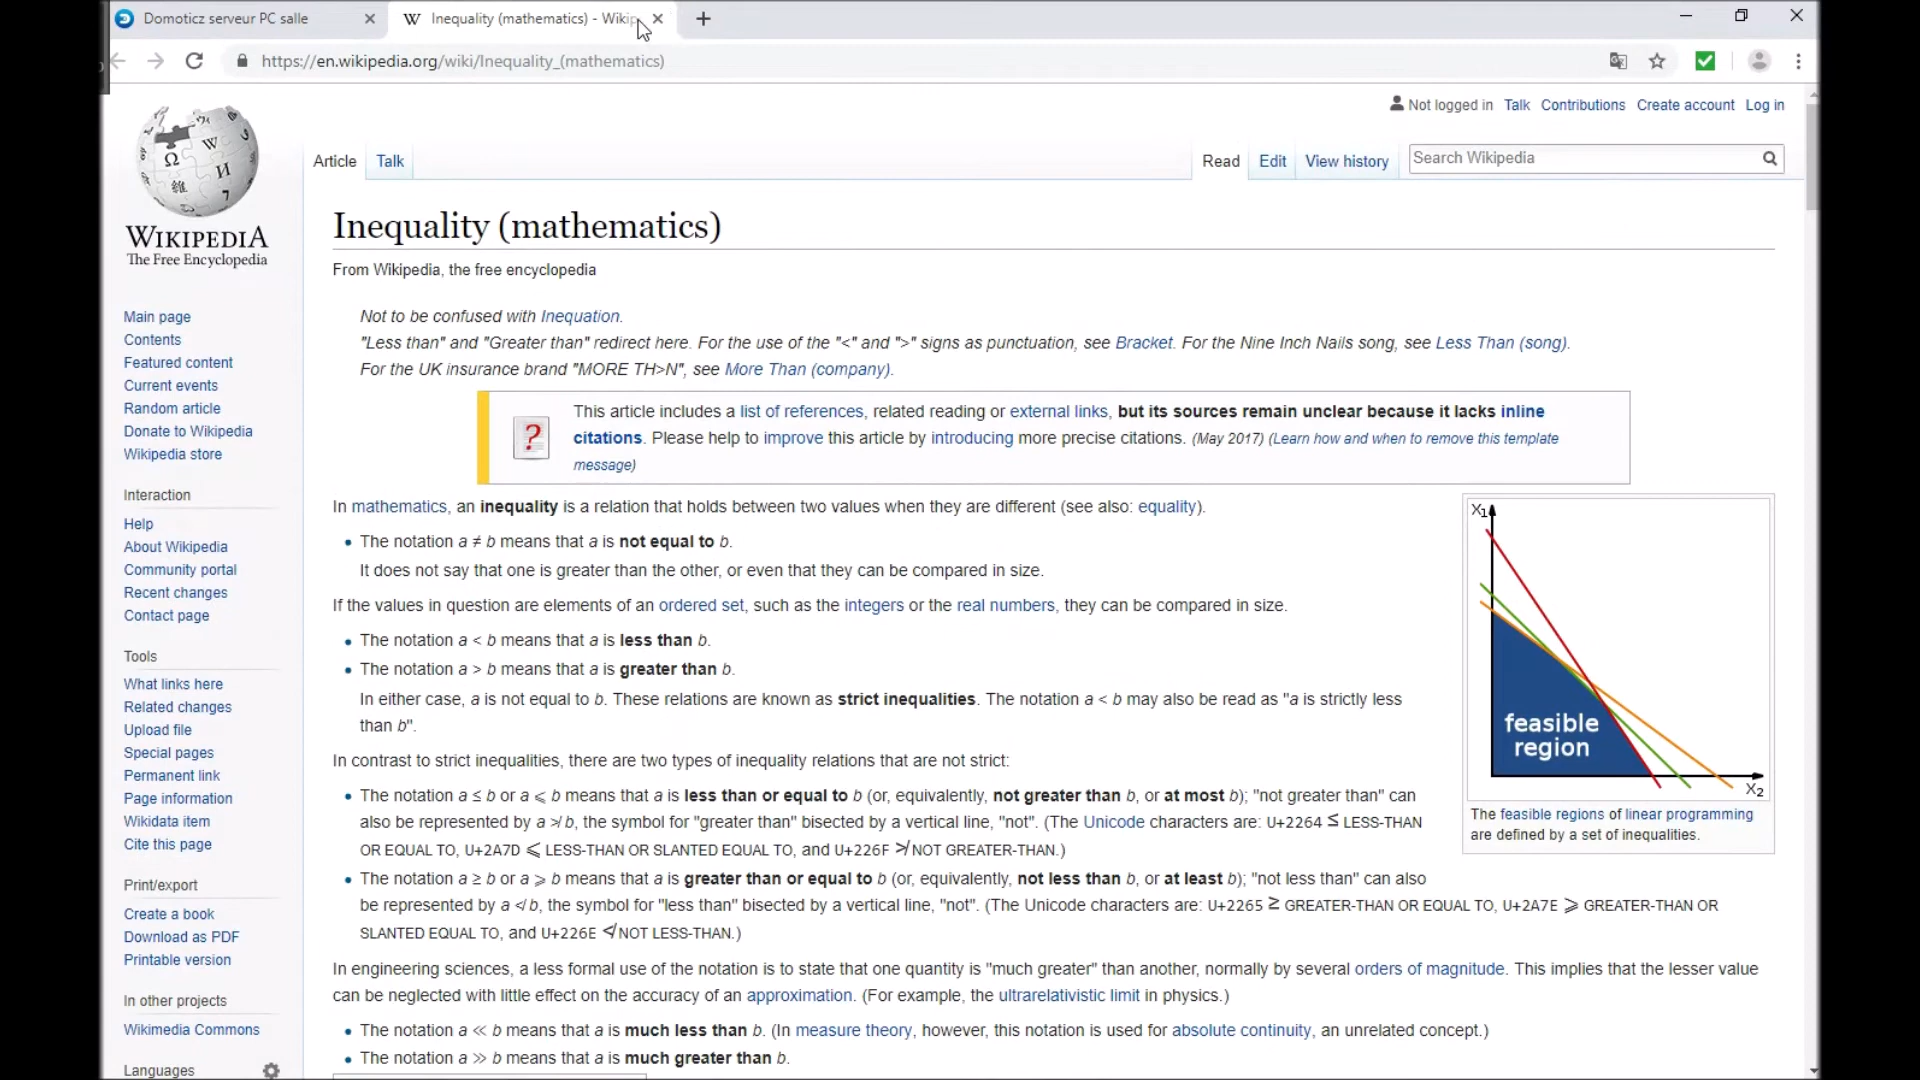 Domoticz serveur PC salle
Inequality (mathematics) - Wikip
https://en.wikipedia.org/wiki/Inequality_(mathematics)
Not logged in Talk Contributions Create account Log in
Article Talk Read Edit View history Search Wikipedia
WIKIPEDIA
The Free Encyclopedia
Main page
Contents
Featured content
Current events
Random article
Donate to Wikipedia
Wikipedia store
Interaction
Help
About Wikipedia
Community portal
Recent changes
Contact page
Tools
What links here
Related changes
Upload file
Special pages
Permanent link
Page information
Wikidata item
Cite this page
Print/export
Create a book
Download as PDF
Printable version
In other projects
Wikimedia Commons
Languages
Inequality (mathematics)
From Wikipedia, the free encyclopedia
Not to be confused with Inequation.
"Less than" and "Greater than" redirect here. For the use of the "<" and ">" signs as punctuation, see Bracket. For the Nine Inch Nails song, see Less Than (song).
For the UK insurance brand "MORE TH>N", see More Than (company).
This article includes a list of references, related reading or external links, but its sources remain unclear because it lacks inline
citations. Please help to improve this article by introducing more precise citations. (May 2017) (Learn how and when to remove this template
message)
In mathematics, an inequality is a relation that holds between two values when they are different (see also: equality).
• The notation a ≠ b means that a is not equal to b.
It does not say that one is greater than the other, or even that they can be compared in size.
If the values in question are elements of an ordered set, such as the integers or the real numbers, they can be compared in size.
• The notation a < b means that a is less than b.
• The notation a > b means that a is greater than b.
In either case, a is not equal to b. These relations are known as strict inequalities. The notation a < b may also be read as "a is strictly less
than b".
In contrast to strict inequalities, there are two types of inequality relations that are not strict:
• The notation a ≤ b or a ⩽ b means that a is less than or equal to b (or, equivalently, not greater than b, or at most b); "not greater than" can
also be represented by a ≯ b, the symbol for "greater than" bisected by a vertical line, "not". (The Unicode characters are: U+2264 ≤ LESS-THAN
OR EQUAL TO, U+2A7D ⩽ LESS-THAN OR SLANTED EQUAL TO, and U+226F ≯ NOT GREATER-THAN.)
• The notation a ≥ b or a ⩾ b means that a is greater than or equal to b (or, equivalently, not less than b, or at least b); "not less than" can also
be represented by a ≮ b, the symbol for "less than" bisected by a vertical line, "not". (The Unicode characters are: U+2265 ≥ GREATER-THAN OR EQUAL TO, U+2A7E ⩾ GREATER-THAN OR
SLANTED EQUAL TO, and U+226E ≮ NOT LESS-THAN.)
In engineering sciences, a less formal use of the notation is to state that one quantity is "much greater" than another, normally by several orders of magnitude. This implies that the lesser value
can be neglected with little effect on the accuracy of an approximation. (For example, the ultrarelativistic limit in physics.)
• The notation a ≪ b means that a is much less than b. (In measure theory, however, this notation is used for absolute continuity, an unrelated concept.)
• The notation a ≫ b means that a is much greater than b.
X1
feasible
region
X2
The feasible regions of linear programming
are defined by a set of inequalities.